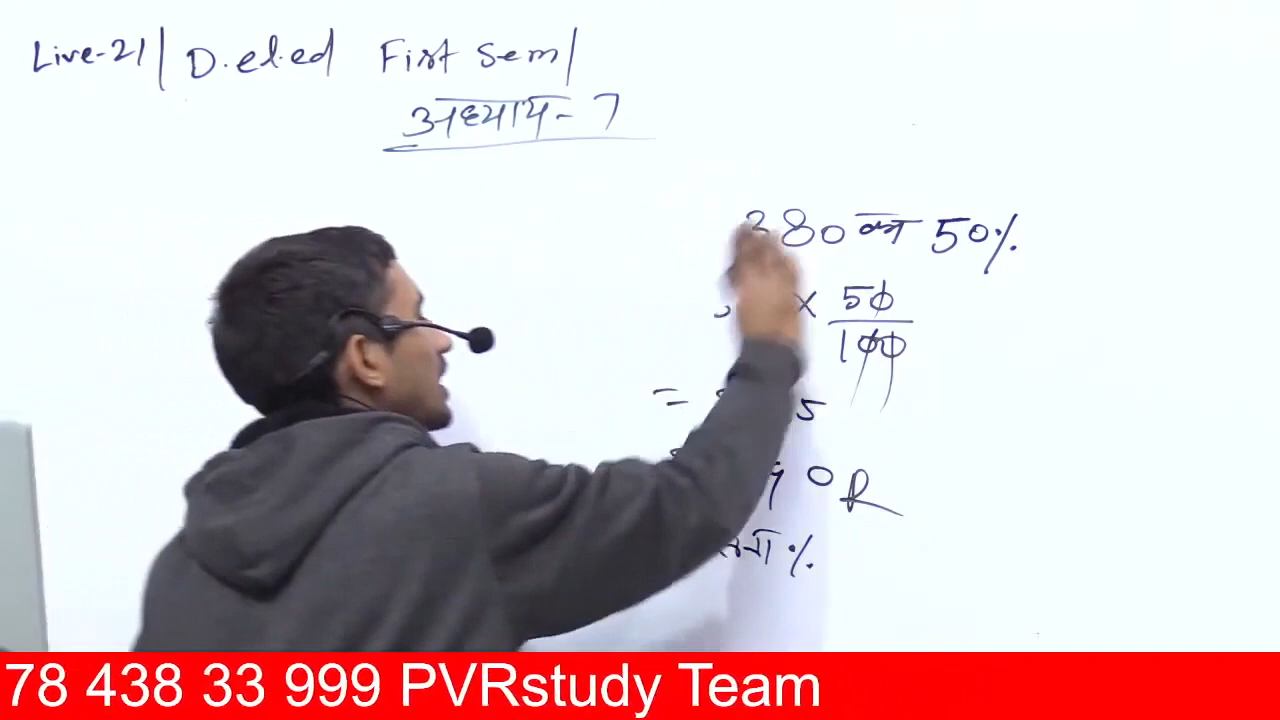 Live-21/ D.el.ed First Sem/
अध्याय - 7
380 का 50%
× 50
100
= 5
0 R
%
78 438 33 999 PVRstudy Team